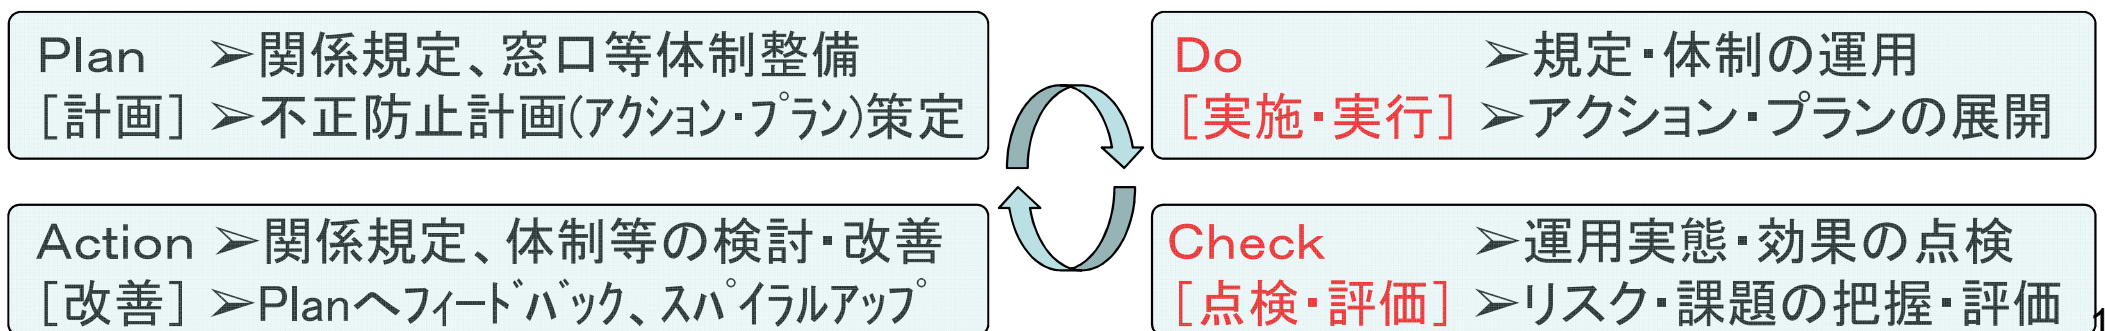 Plan ➢関係規定、窓口等体制整備
[計画] ➢不正防止計画(アクション・プラン)策定
Do ➢規定・体制の運用
[実施・実行] ➢アクション・プランの展開
Action ➢関係規定、体制等の検討・改善
[改善] ➢Planへフィードバック、スパイラルアップ
Check ➢運用実態・効果の点検
[点検・評価] ➢リスク・課題の把握・評価
1